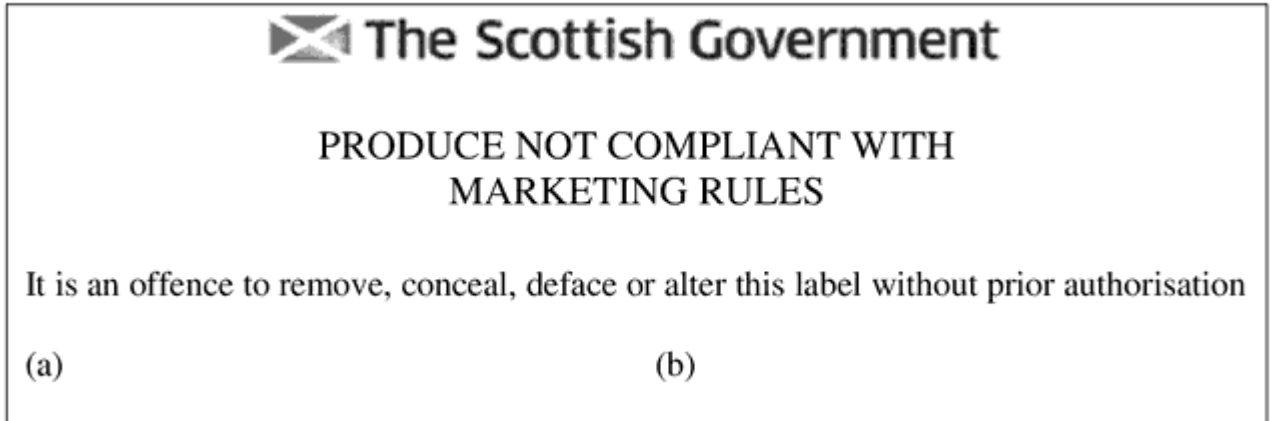 The Scottish Government
PRODUCE NOT COMPLIANT WITH
MARKETING RULES
It is an offence to remove, conceal, deface or alter this label without prior authorisation
(a) (b)